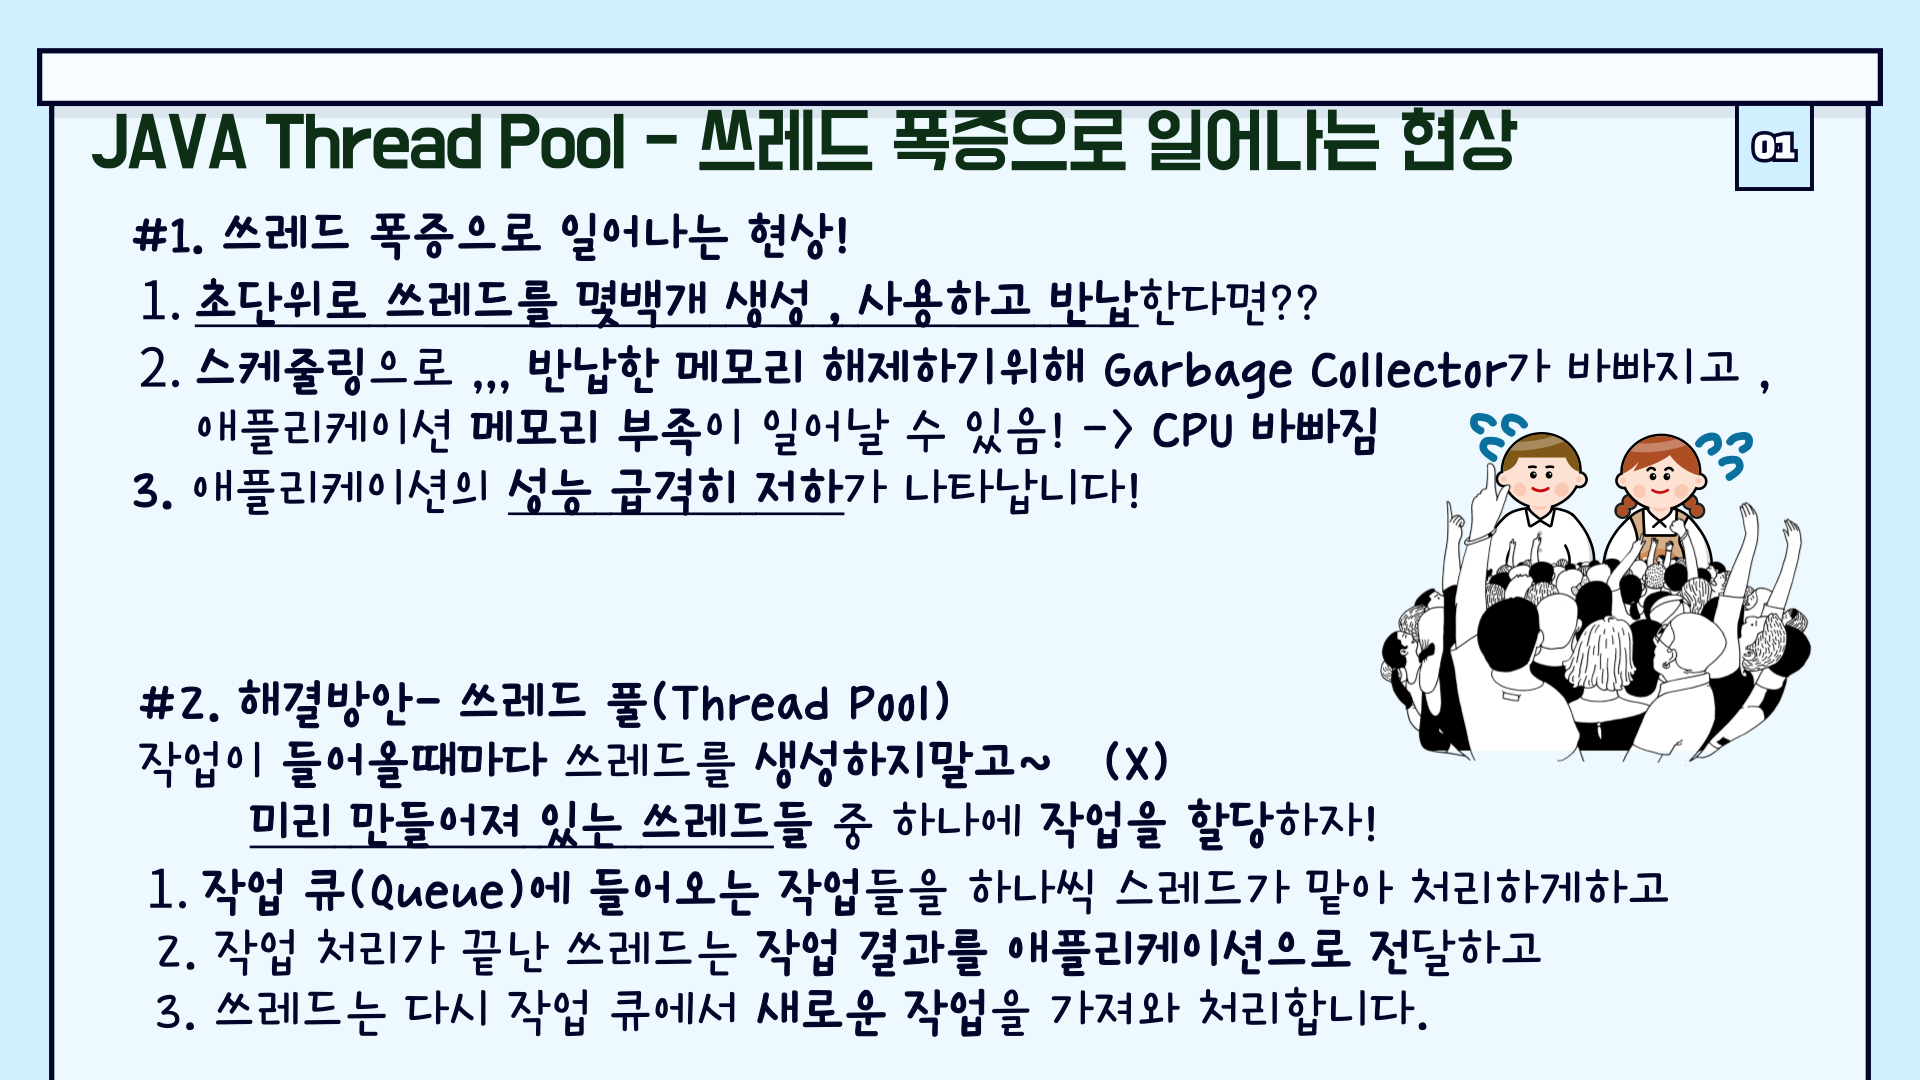 JAVA Thread Pool - 쓰레드 폭증으로 일어나는 현상
01
#1. 쓰레드 폭증으로 일어나는 현상!
1. 초단위로 쓰레드를 몇백개 생성 , 사용하고 반납한다면??
2. 스케줄링으로 ,,, 반납한 메모리 해제하기위해 Garbage Collector가 바빠지고 ,
애플리케이션 메모리 부족이 일어날 수 있음! -> CPU 바빠짐
3. 애플리케이션의 성능 급격히 저하가 나타납니다!
#2. 해결방안- 쓰레드 풀(Thread Pool)
작업이 들어올때마다 쓰레드를 생성하지말고~ (X)
미리 만들어져 있는 쓰레드들 중 하나에 작업을 할당하자!
1. 작업 큐(Queue)에 들어오는 작업들을 하나씩 스레드가 맡아 처리하게하고
2. 작업 처리가 끝난 쓰레드는 작업 결과를 애플리케이션으로 전달하고
3. 쓰레드는 다시 작업 큐에서 새로운 작업을 가져와 처리합니다.